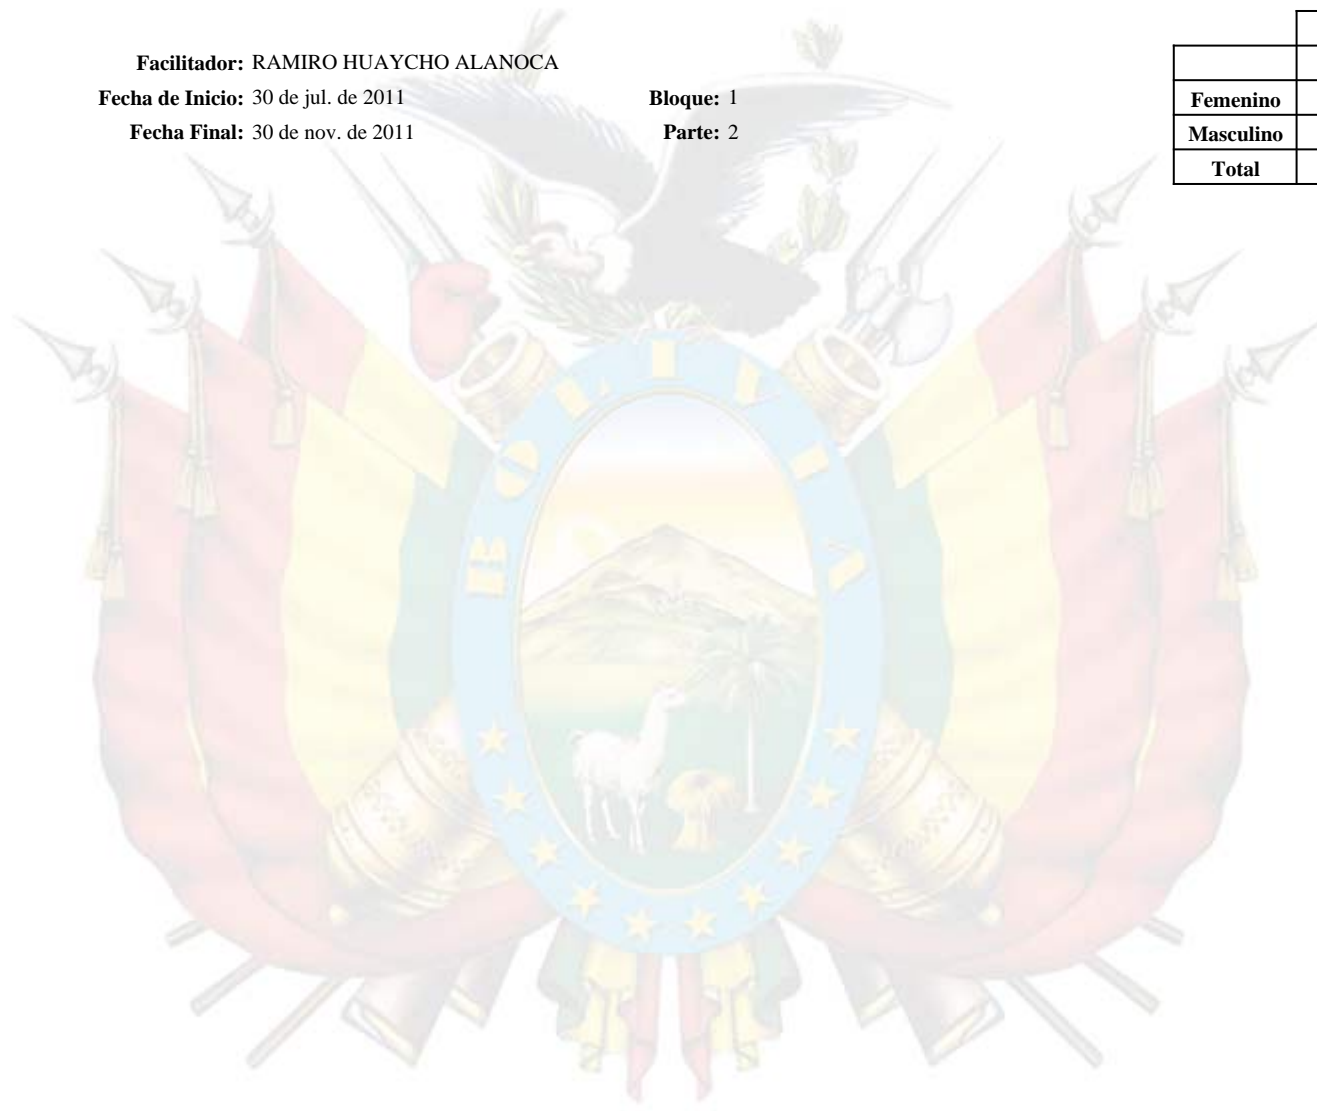 Facilitador: RAMIRO HUAYCHO ALANOCA
Fecha de Inicio: 30 de jul. de 2011 Bloque: 1
Fecha Final: 30 de nov. de 2011 Parte: 2
Femenino
Masculino
Total
BOLIVIA